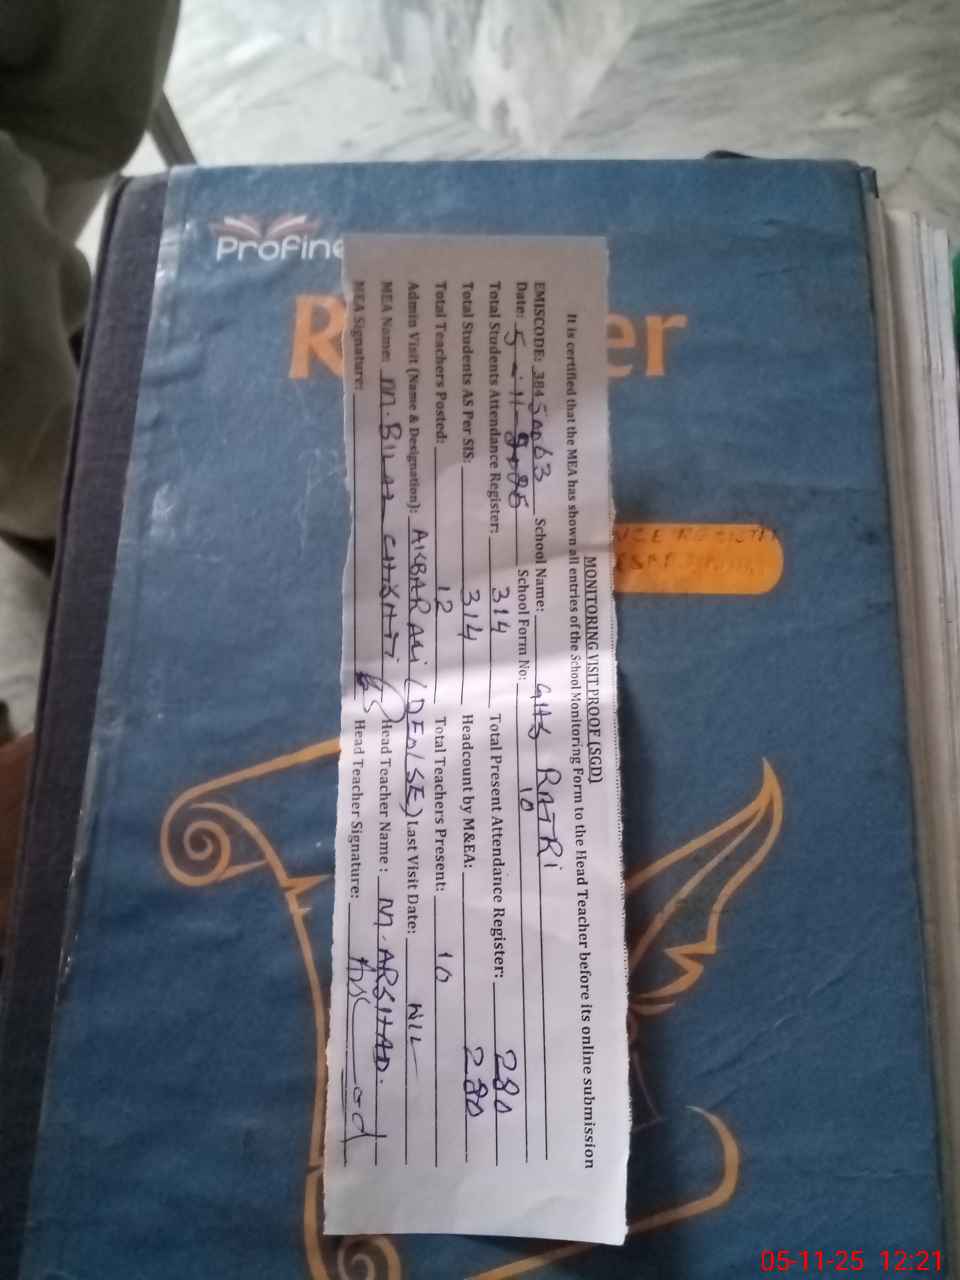 Profine
R er
MONITORING VISIT PROOF (SGD)
It is certified that the MEA has shown all entries of the School Monitoring Form to the Head Teacher before its online submission
EMISCODE: 38450063 School Name: GHS RATRI
Date: 5-11-2025 School Form No: 10
Total Students Attendance Register: 314 Total Present Attendance Register: 280
Total Students AS Per SIS: 314 Headcount by M&EA: 280
Total Teachers Posted: 12 Total Teachers Present: 10
Admin Visit (Name & Designation): AKBAR ALi (DEO/SE) Last Visit Date: NIL
MEA Name: M. BILAL CHISHTI Head Teacher Name: M. ARSHAD.
MEA Signature: Head Teacher Signature:
05-11-25 12:21